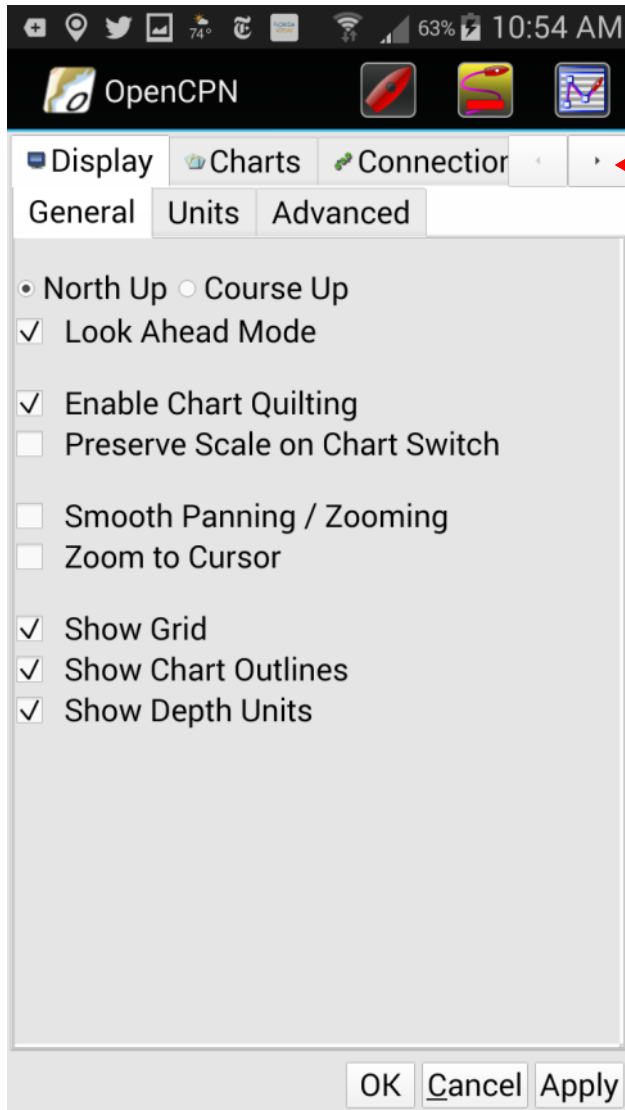 74° 63% 10:54 AM
OpenCPN
Display Charts Connection
General Units Advanced
North Up Course Up
Look Ahead Mode
Enable Chart Quilting
Preserve Scale on Chart Switch
Smooth Panning / Zooming
Zoom to Cursor
Show Grid
Show Chart Outlines
Show Depth Units
OK Cancel Apply